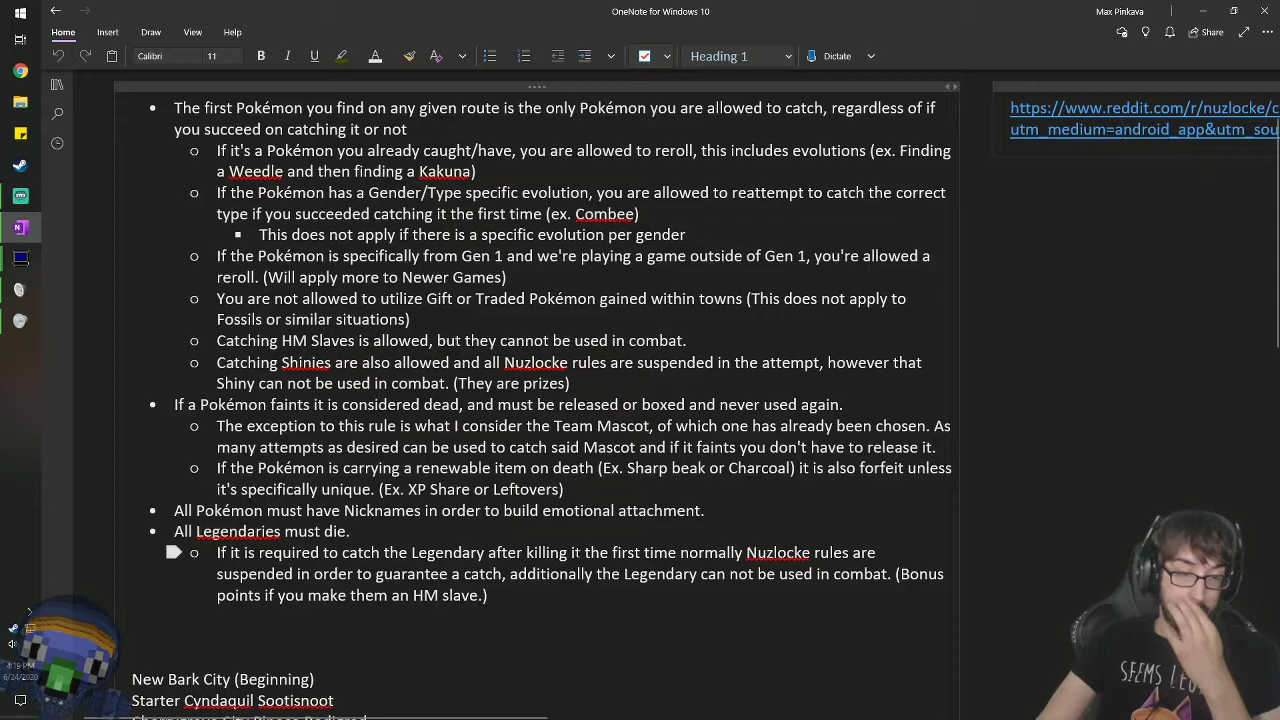 OneNote for Windows 10
Max Pinkava
Home Insert Draw View Help
Share
Calibri 11 B I U A Heading 1 Dictate
• The first Pokémon you find on any given route is the only Pokémon you are allowed to catch, regardless of if
you succeed on catching it or not
○ If it's a Pokémon you already caught/have, you are allowed to reroll, this includes evolutions (ex. Finding
a Weedle and then finding a Kakuna)
○ If the Pokémon has a Gender/Type specific evolution, you are allowed to reattempt to catch the correct
type if you succeeded catching it the first time (ex. Combee)
▪ This does not apply if there is a specific evolution per gender
○ If the Pokémon is specifically from Gen 1 and we're playing a game outside of Gen 1, you're allowed a
reroll. (Will apply more to Newer Games)
○ You are not allowed to utilize Gift or Traded Pokémon gained within towns (This does not apply to
Fossils or similar situations)
○ Catching HM Slaves is allowed, but they cannot be used in combat.
○ Catching Shinies are also allowed and all Nuzlocke rules are suspended in the attempt, however that
Shiny can not be used in combat. (They are prizes)
• If a Pokémon faints it is considered dead, and must be released or boxed and never used again.
○ The exception to this rule is what I consider the Team Mascot, of which one has already been chosen. As
many attempts as desired can be used to catch said Mascot and if it faints you don't have to release it.
○ If the Pokémon is carrying a renewable item on death (Ex. Sharp beak or Charcoal) it is also forfeit unless
it's specifically unique. (Ex. XP Share or Leftovers)
• All Pokémon must have Nicknames in order to build emotional attachment.
• All Legendaries must die.
○ If it is required to catch the Legendary after killing it the first time normally Nuzlocke rules are
suspended in order to guarantee a catch, additionally the Legendary can not be used in combat. (Bonus
points if you make them an HM slave.)
New Bark City (Beginning)
Starter Cyndaquil Sootisnoot
https://www.reddit.com/r/nuzlocke/c
utm_medium=android_app&utm_sou
4:19 PM
6/24/2020
SEEMS